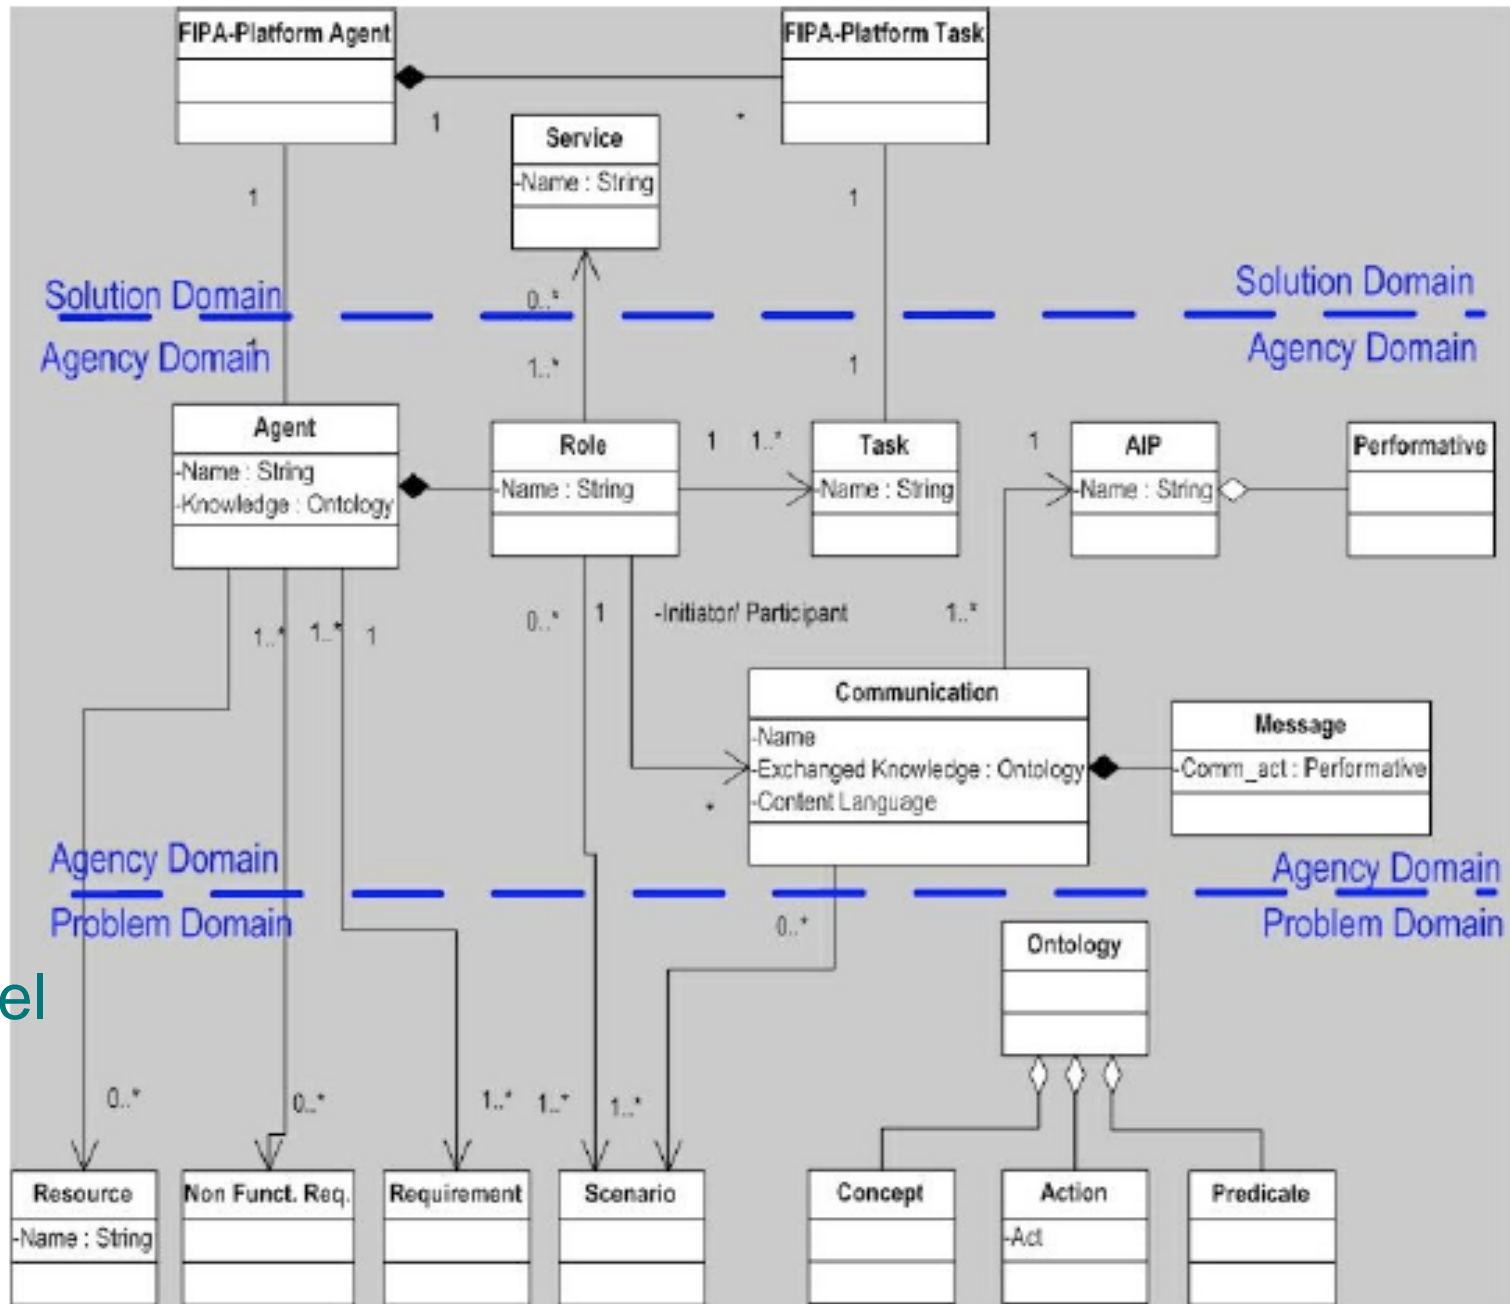 FIPA-Platform Agent
FIPA-Platform Task
1
*
Service
-Name : String
1
1
Solution Domain
Solution Domain
0..*
Agency Domain
1
Agency Domain
1..*
1
Agent
-Name : String
-Knowledge : Ontology
Role
-Name : String
1
1..*
Task
-Name : String
1
AIP
-Name : String
Performative
1..*
1..*
1
0..*
1
-Initiator/ Participant
1..*
Communication
-Name
-Exchanged Knowledge : Ontology
-Content Language
*
Message
-Comm_act : Performative
Agency Domain
Agency Domain
Problem Domain
Problem Domain
0..*
Ontology
el
0..*
0..*
1..*
1..*
1..*
Resource
-Name : String
Non Funct. Req.
Requirement
Scenario
Concept
Action
-Act
Predicate